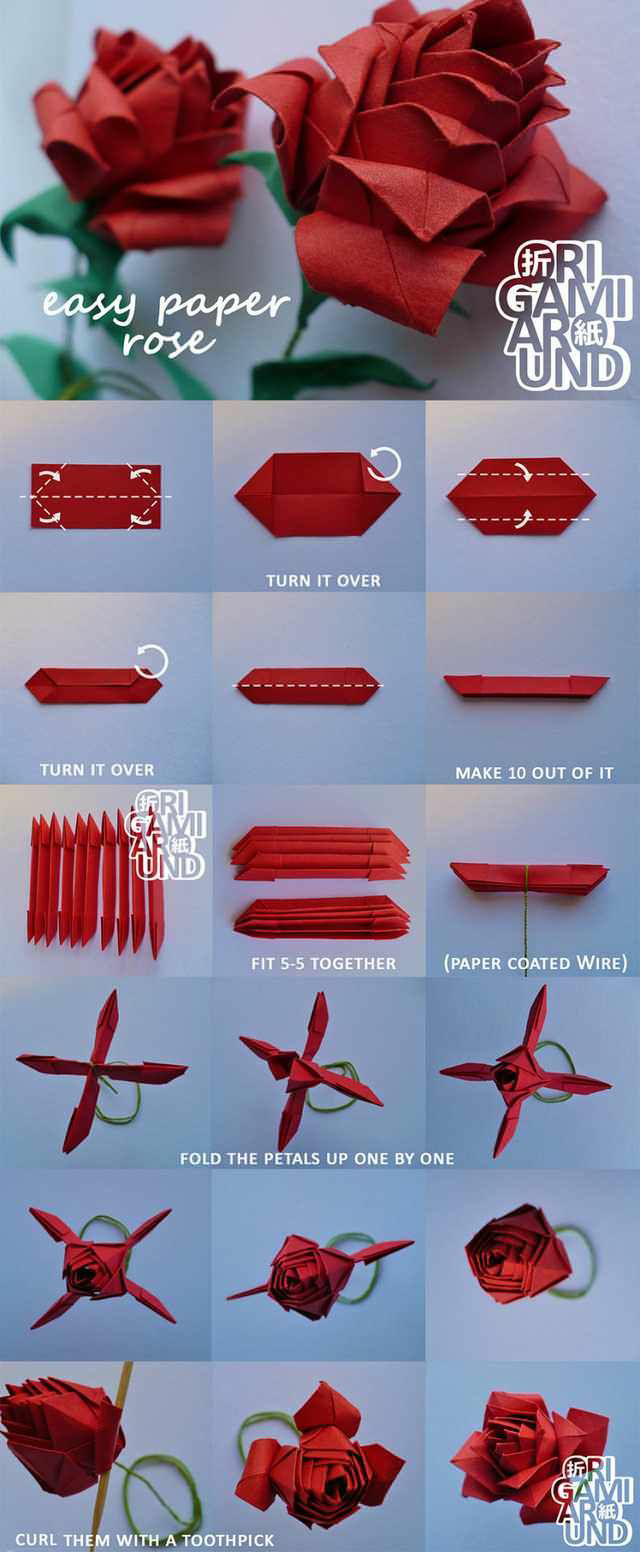 easy paper
rose
折RI
GAMI
AR紙
UND
TURN IT OVER
TURN IT OVER
MAKE 10 OUT OF IT
折RI
GAMI
AR紙
UND
FIT 5-5 TOGETHER
(PAPER COATED WIRE)
FOLD THE PETALS UP ONE BY ONE
CURL THEM WITH A TOOTHPICK
折RI
GAMI
AR紙
UND